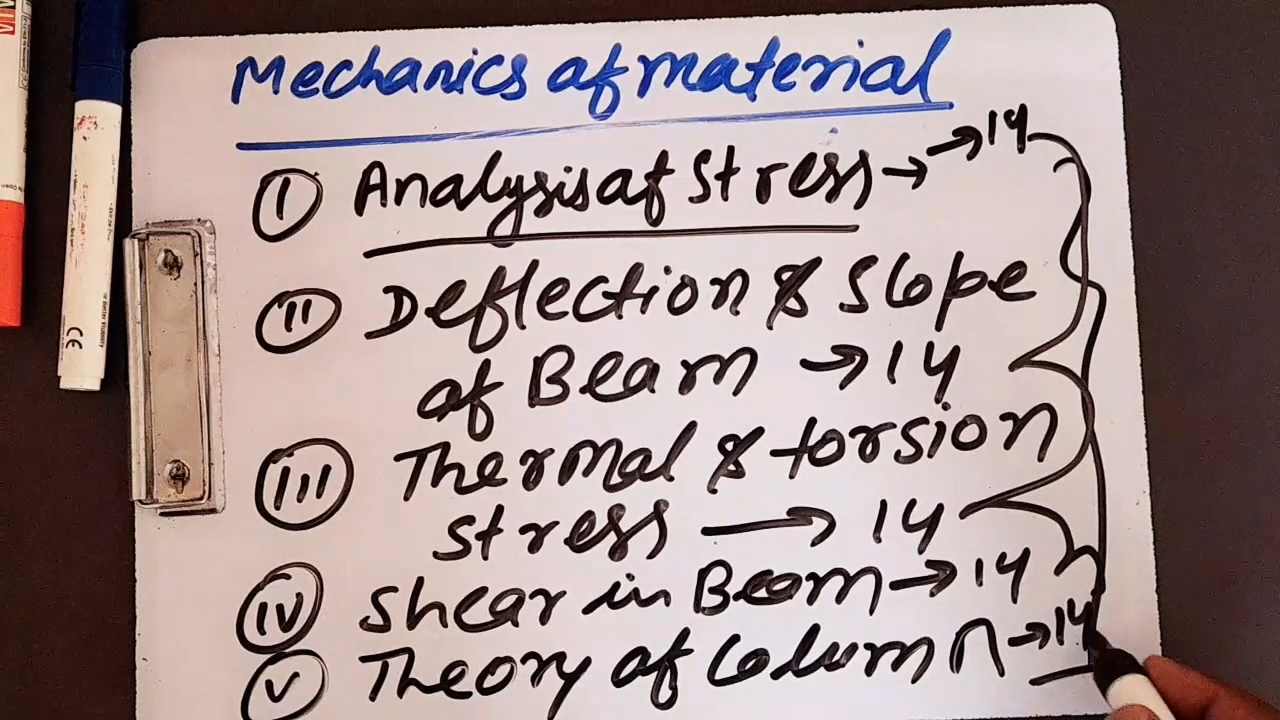 Mechanics of material
I Analysis of stress → → 14
II Deflection & slope
of Beam → 14
III Thermal & torsion
stress → 14
IV Shear in Beam → 14
V Theory of Column → 14
CE